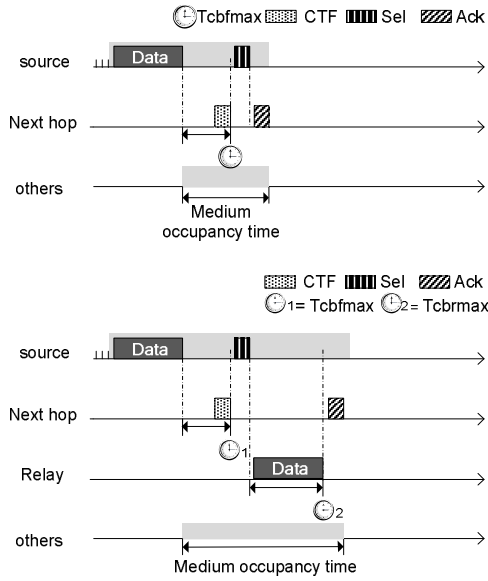 Tcbfmax CTF Sel Ack
source Data
Next hop
others
Medium
occupancy time
CTF Sel Ack
1= Tcbfmax 2= Tcbrmax
source Data
Next hop
1
Relay Data
2
others
Medium occupancy time